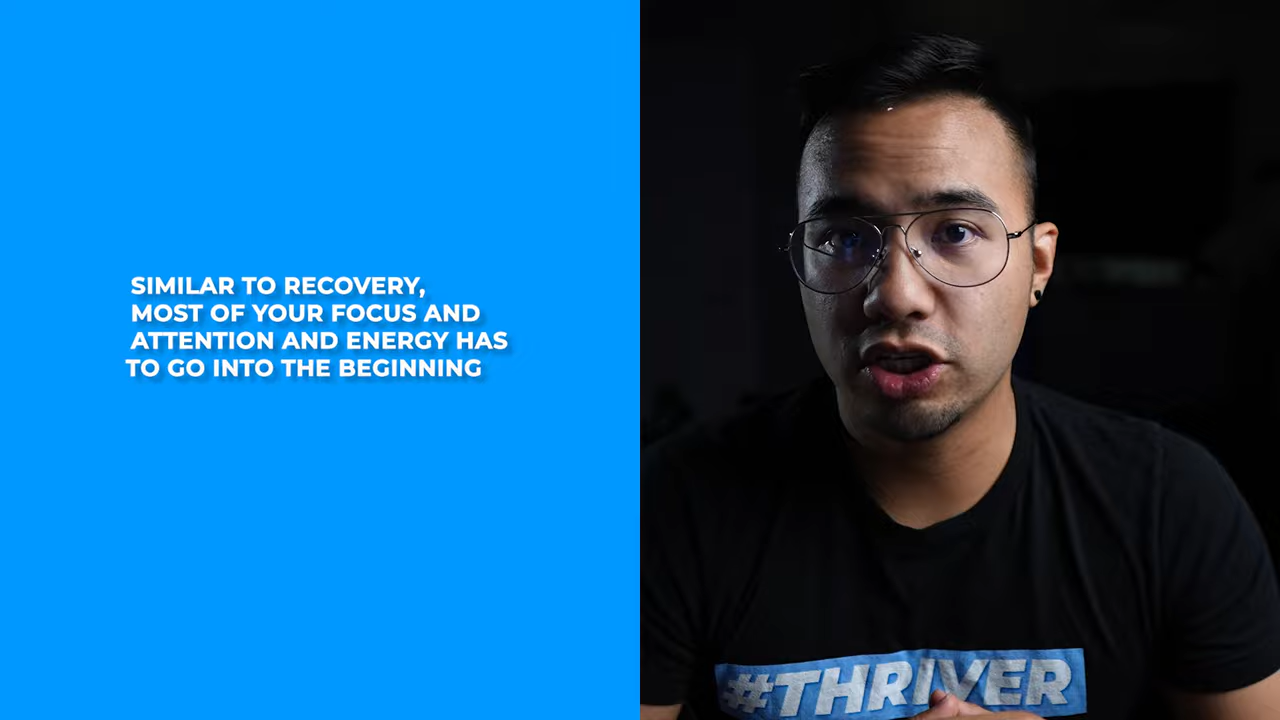 SIMILAR TO RECOVERY,
MOST OF YOUR FOCUS AND
ATTENTION AND ENERGY HAS
TO GO INTO THE BEGINNING
#THRIVER